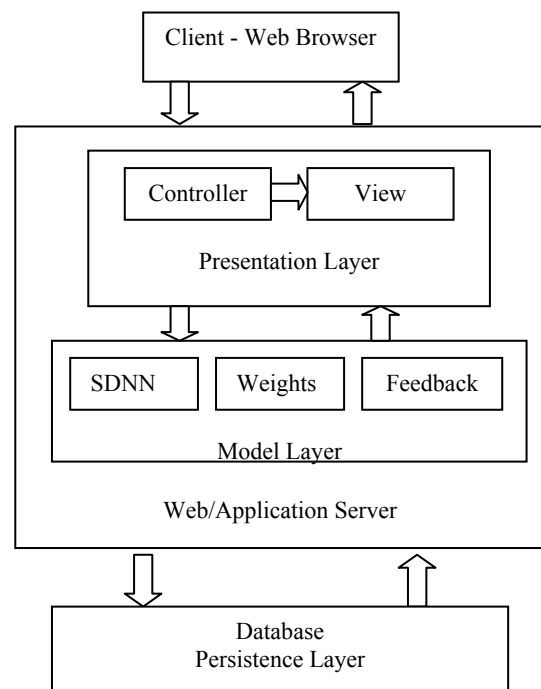 Client - Web Browser
Controller
View
Presentation Layer
SDNN
Weights
Feedback
Model Layer
Web/Application Server
Database
Persistence Layer